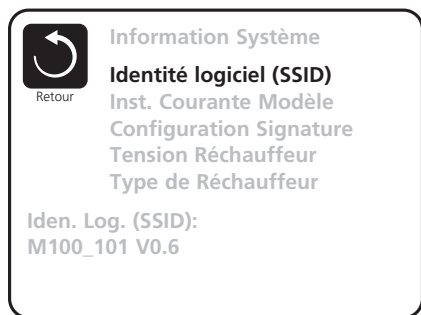 Information Système
Identité logiciel (SSID)
Retour
Inst. Courante Modèle
Configuration Signature
Tension Réchauffeur
Type de Réchauffeur
Iden. Log. (SSID):
M100_101 V0.6